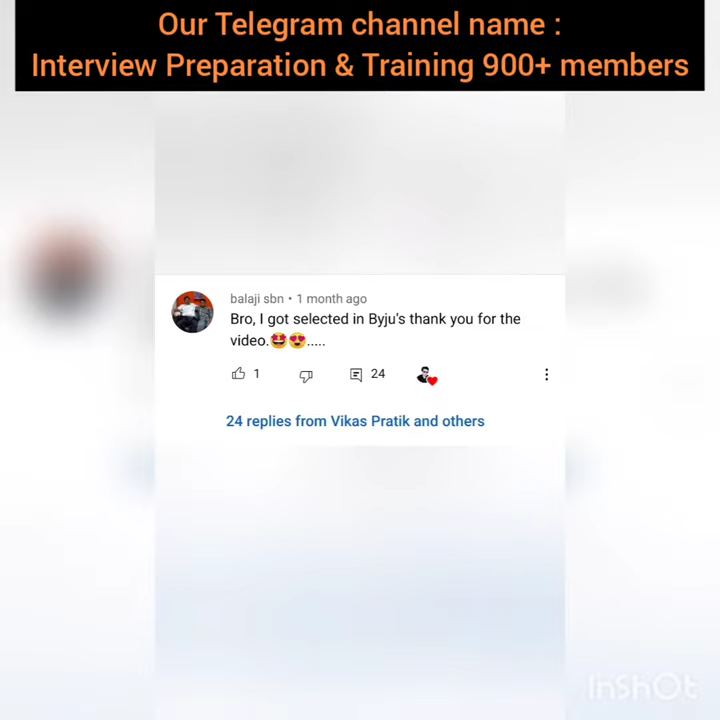 Our Telegram channel name :
Interview Preparation & Training 900+ members
balaji sbn • 1 month ago
Bro, I got selected in Byju's thank you for the
video.🤩😍.....
1 24
24 replies from Vikas Pratik and others
InShOt